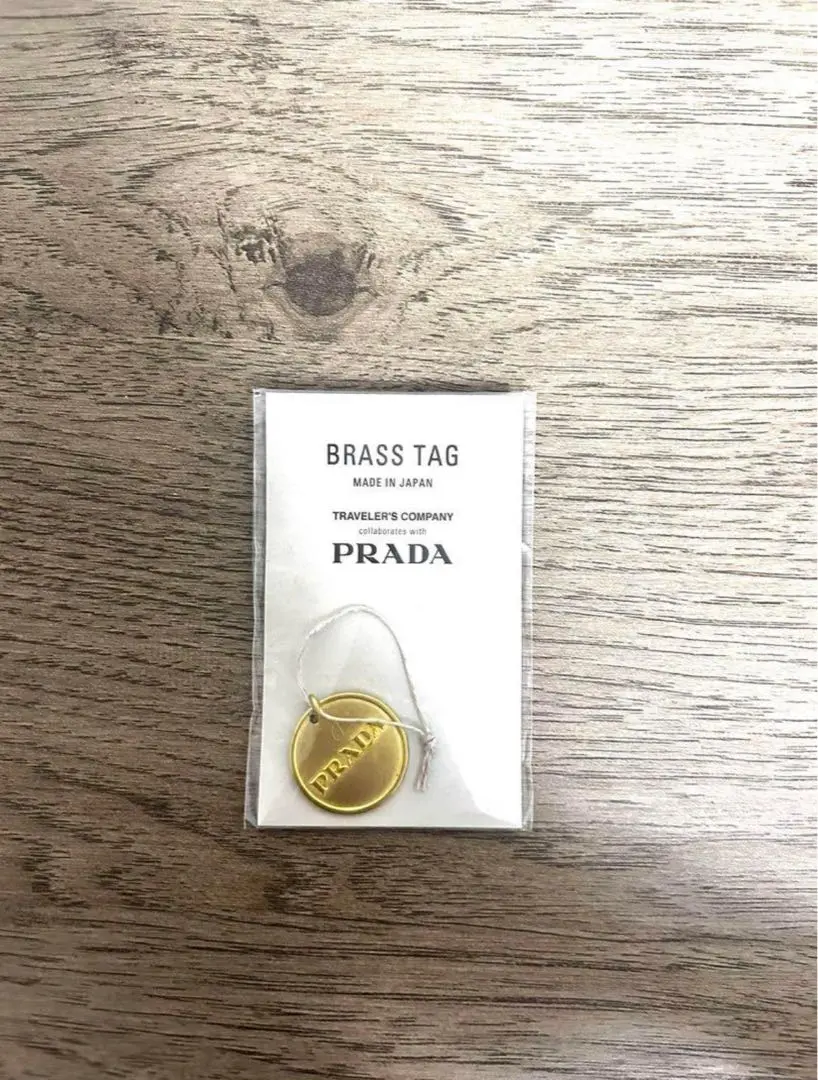 BRASS TAG
MADE IN JAPAN
TRAVELER'S COMPANY
collaborates with
PRADA
PRADA